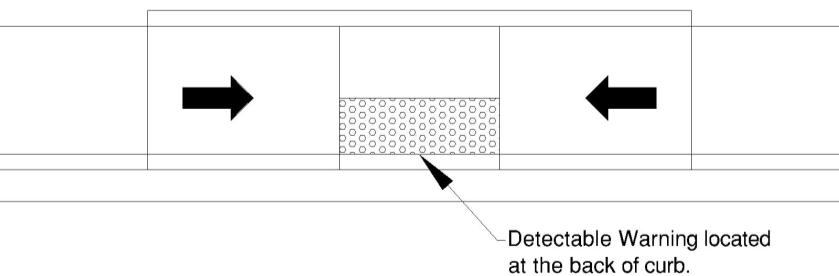 Detectable Warning located
at the back of curb.